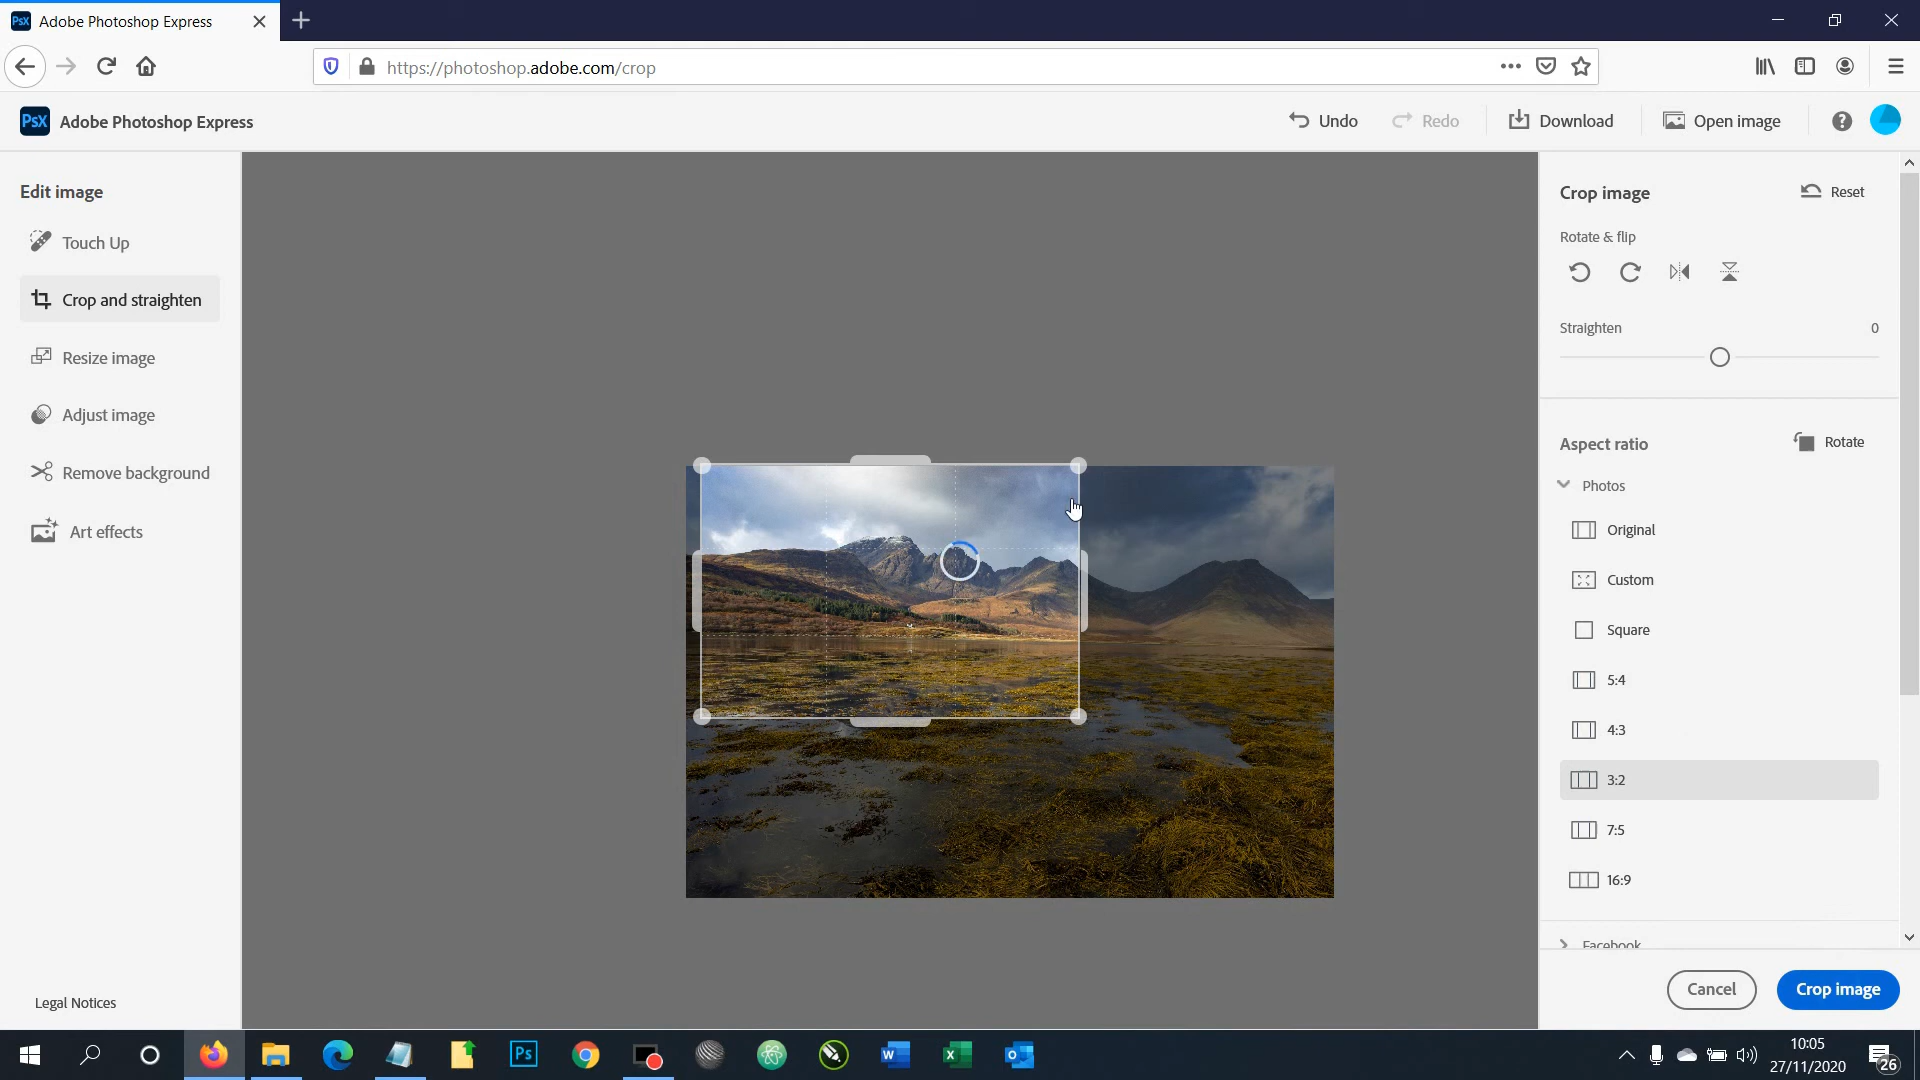 PsX Adobe Photoshop Express
https://photoshop.adobe.com/crop
PsX Adobe Photoshop Express
Undo Redo Download Open image
Edit image
Touch Up
Crop and straighten
Resize image
Adjust image
Remove background
Art effects
Legal Notices
Crop image Reset
Rotate & flip
Straighten 0
Aspect ratio Rotate
Photos
Original
Custom
Square
5:4
4:3
3:2
7:5
16:9
Facebook
Cancel Crop image
Ps
10:05
27/11/2020
26